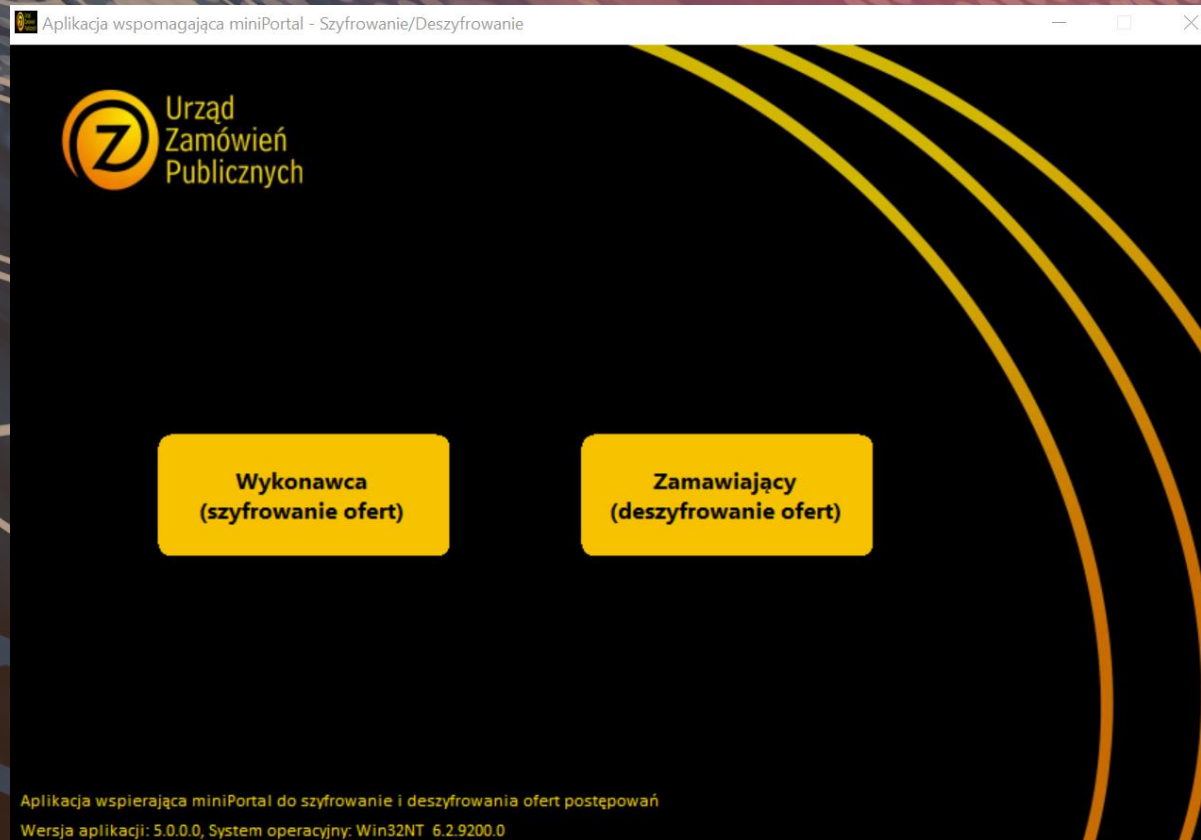 Aplikacja wspomagająca miniPortal - Szyfrowanie/Deszyfrowanie
Urząd
Zamówień
Publicznych
Wykonawca
(szyfrowanie ofert)
Zamawiający
(deszyfrowanie ofert)
Aplikacja wspierająca miniPortal do szyfrowanie i deszyfrowania ofert postępowań
Wersja aplikacji: 5.0.0.0, System operacyjny: Win32NT 6.2.9200.0